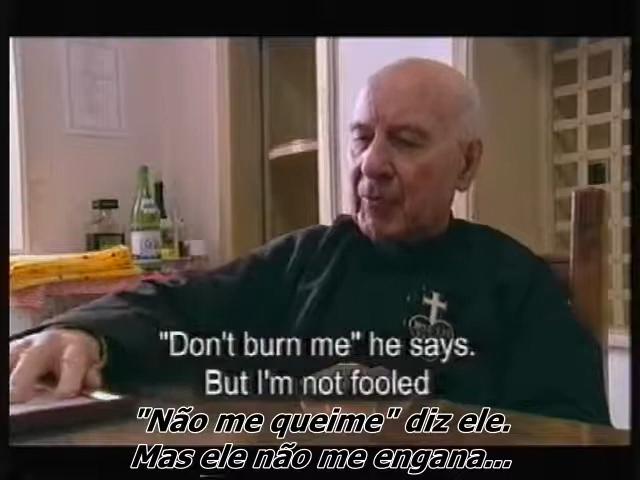 "Don't burn me" he says.
But I'm not fooled
"Não me queime" diz ele.
Mas ele não me engana...